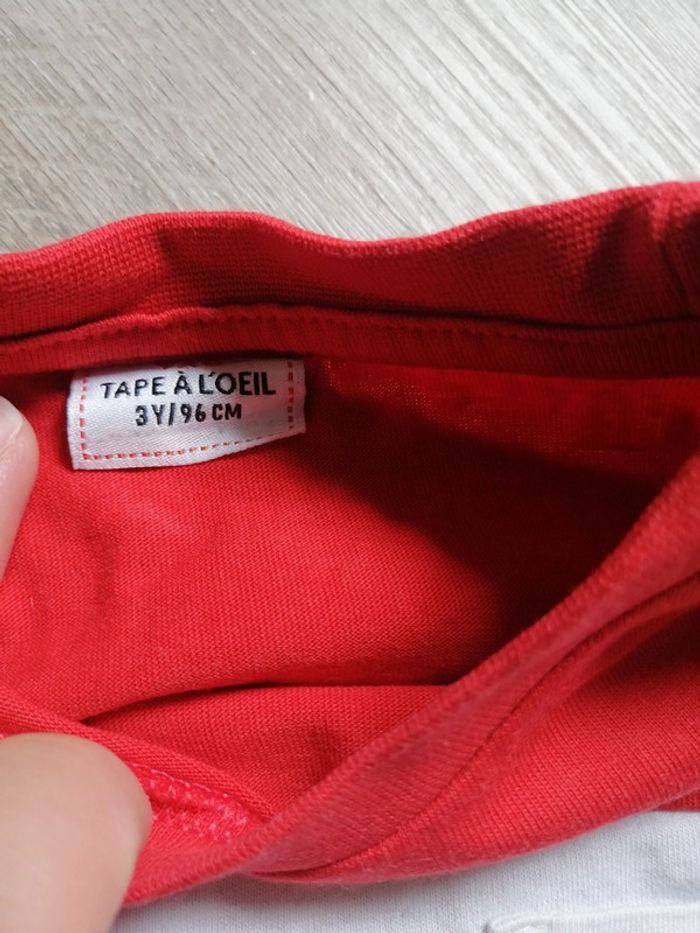 TAPE À L'OEIL
3Y/96 CM